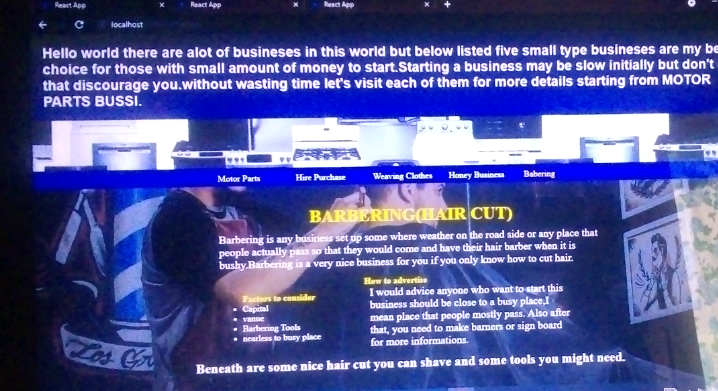 React App
React App
React App
localhost
Hello world there are alot of busineses in this world but below listed five small type busineses are my be
choice for those with small amount of money to start.Starting a business may be slow initially but don't
that discourage you.without wasting time let's visit each of them for more details starting from MOTOR
PARTS BUSSI.
Motor Parts Hire Purchase Weaving Clothes Honey Business Babering
BARBERING(HAIR CUT)
Barbering is any business set up some where weather on the road side or any place that
people actually pass so that they would come and have their hair barber when it is
bushy.Barbering is a very nice business for you if you only know how to cut hair.
Factors to consider
Capital
vanue
Barbering Tools
nearless to busy place
How to advertise
I would advice anyone who want to start this
business should be close to a busy place,I
mean place that people mostly pass. Also after
that, you need to make barners or sign board
for more informations.
Los Gr
Beneath are some nice hair cut you can shave and some tools you might need.